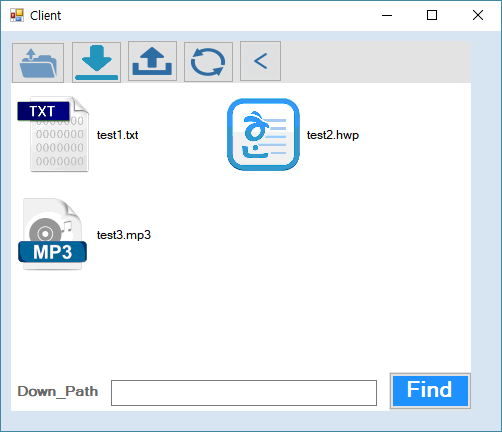 Client
<
TXT
test1.txt
test2.hwp
MP3
test3.mp3
Down_Path
Find